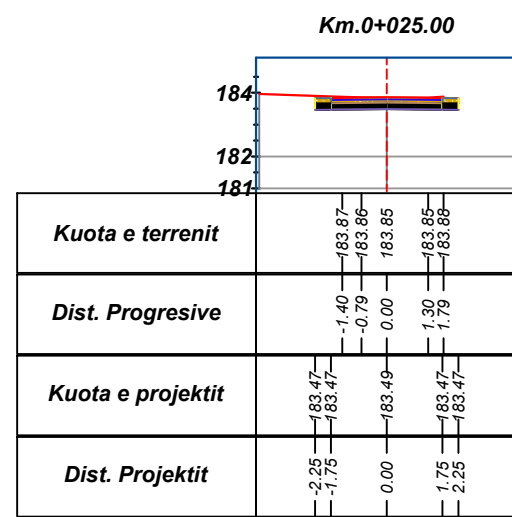 Km.0+025.00
184
182
181
Kuota e terrenit
183.87 183.86 183.85 183.85 183.88
Dist. Progresive
-1.40 -0.79 0.00 1.30 1.79
Kuota e projektit
183.47 183.47 183.49 183.47 183.47
Dist. Projektit
-2.25 -1.75 0.00 1.75 2.25